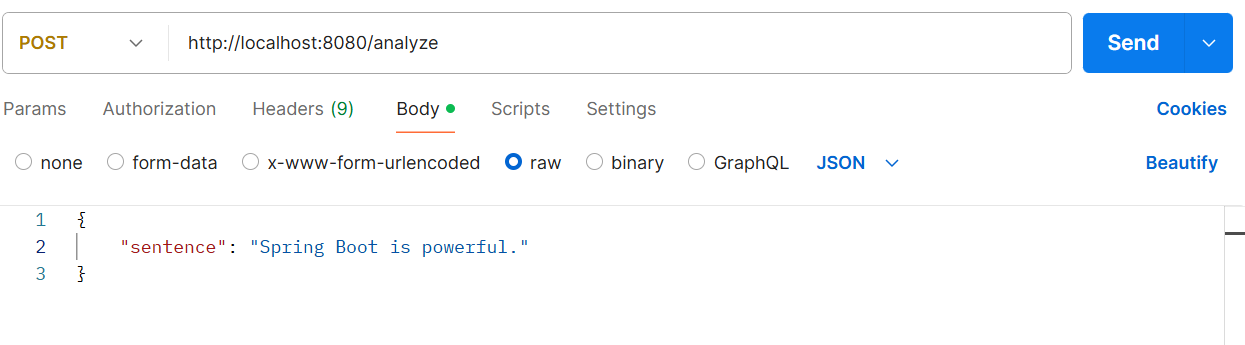 POST http://localhost:8080/analyze Send
Params Authorization Headers (9) Body Scripts Settings Cookies
none form-data x-www-form-urlencoded raw binary GraphQL JSON Beautify
1 {
2 "sentence": "Spring Boot is powerful."
3 }